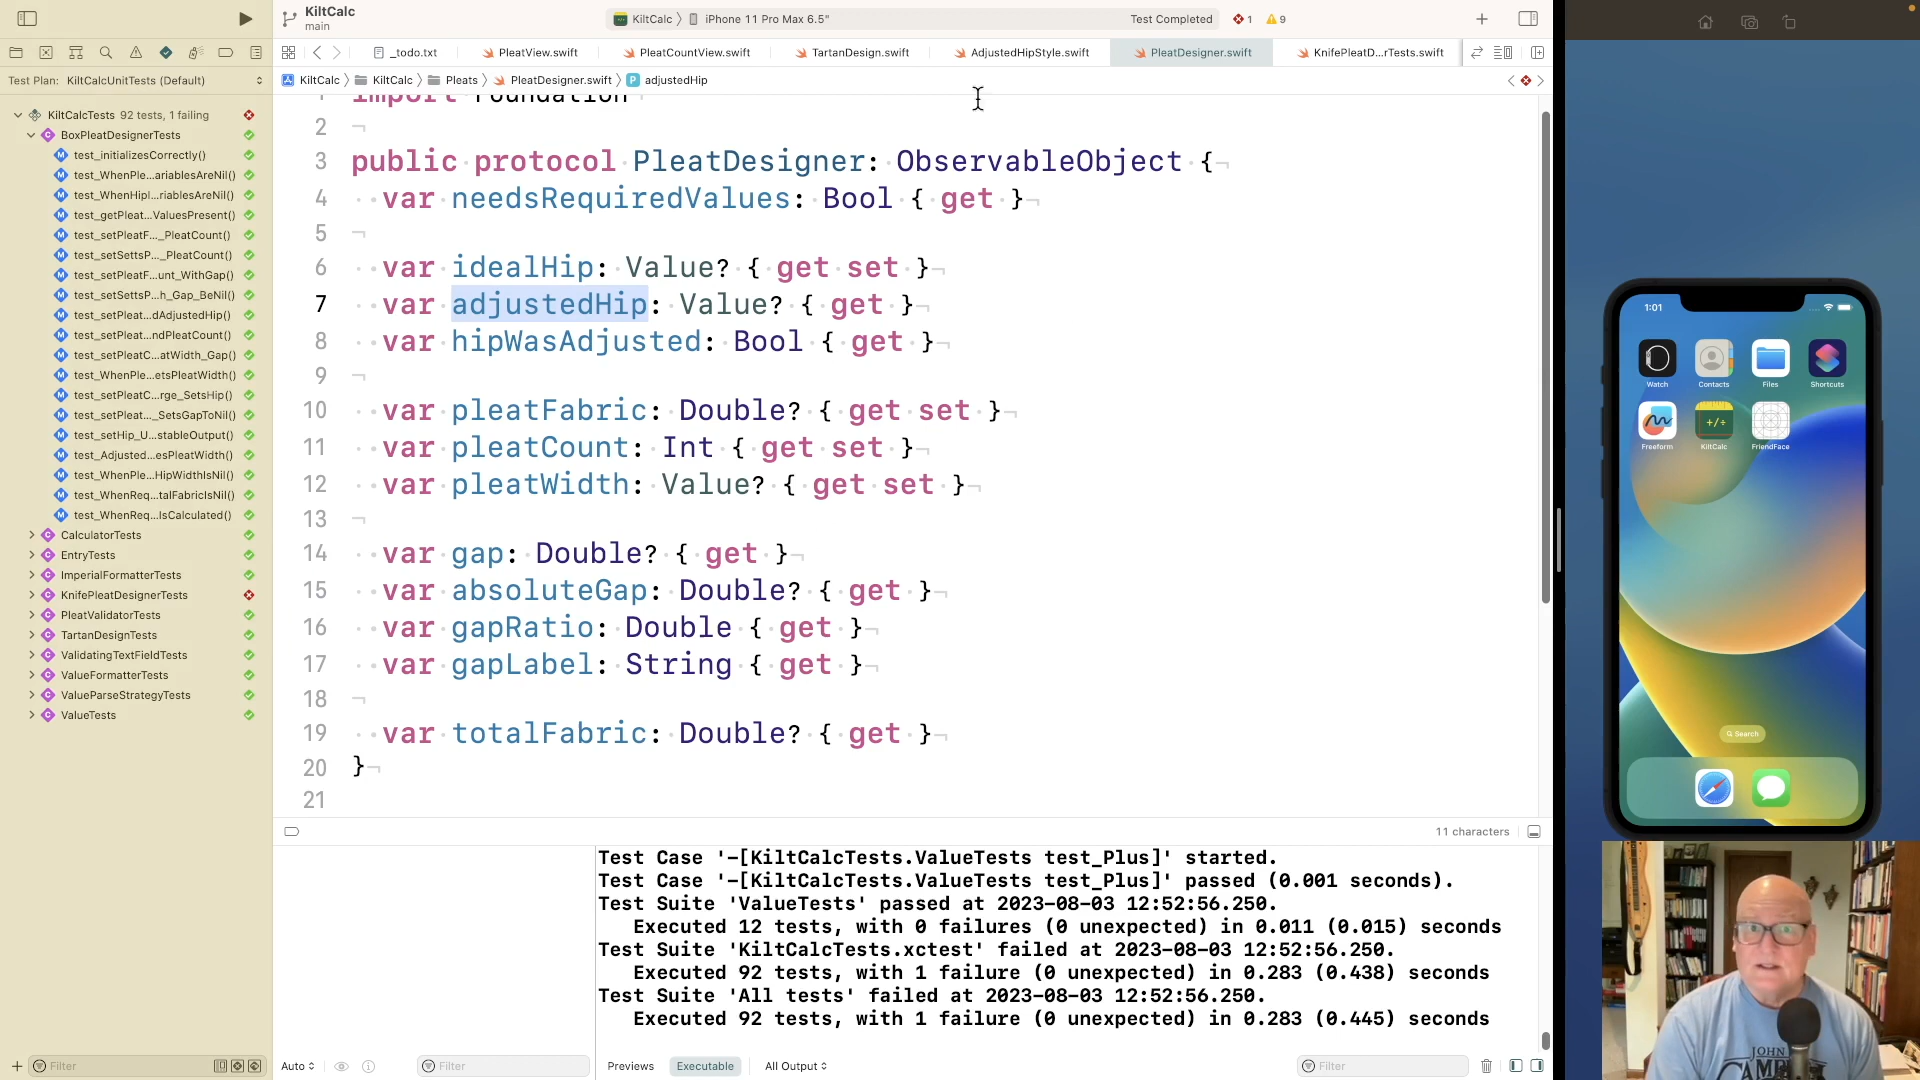 KiltCalc
main
KiltCalc
iPhone 11 Pro Max 6.5"
Test Completed
1
9
_todo.txt
PleatView.swift
PleatCountView.swift
TartanDesign.swift
AdjustedHipStyle.swift
PleatDesigner.swift
KnifePleatD...rTests.swift
Test Plan: KiltCalcUnitTests (Default)
KiltCalc
KiltCalc
Pleats
PleatDesigner.swift
P
adjustedHip
KiltCalcTests 92 tests, 1 failing
C BoxPleatDesignerTests
M test_initializesCorrectly()
M test_WhenPle...ariablesAreNil()
M test_WhenHipI...riablesAreNil()
M test_getPleat...ValuesPresent()
M test_setPleatF..._PleatCount()
M test_setSettsP..._PleatCount()
M test_setPleatF...unt_WithGap()
M test_setSettsP...h_Gap_BeNil()
M test_setPleat...dAdjustedHip()
M test_setPleat...ndPleatCount()
M test_setPleatC...atWidth_Gap()
M test_WhenPle...etsPleatWidth()
M test_setPleatC...rge_SetsHip()
M test_setPleat..._SetsGapToNil()
M test_setHip_U...stableOutput()
M test_Adjusted...esPleatWidth()
M test_WhenPle...HipWidthIsNil()
M test_WhenReq...talFabricIsNil()
M test_WhenReq...IsCalculated()
C CalculatorTests
C EntryTests
C ImperialFormatterTests
C KnifePleatDesignerTests
C PleatValidatorTests
C TartanDesignTests
C ValidatingTextFieldTests
C ValueFormatterTests
C ValueParseStrategyTests
C ValueTests
Filter
1 import Foundation
2
3 public protocol PleatDesigner: ObservableObject {
4 var needsRequiredValues: Bool { get }
5
6 var idealHip: Value? { get set }
7 var adjustedHip: Value? { get }
8 var hipWasAdjusted: Bool { get }
9
10 var pleatFabric: Double? { get set }
11 var pleatCount: Int { get set }
12 var pleatWidth: Value? { get set }
13
14 var gap: Double? { get }
15 var absoluteGap: Double? { get }
16 var gapRatio: Double { get }
17 var gapLabel: String { get }
18
19 var totalFabric: Double? { get }
20 }
21
11 characters
Test Case '-[KiltCalcTests.ValueTests test_Plus]' started.
Test Case '-[KiltCalcTests.ValueTests test_Plus]' passed (0.001 seconds).
Test Suite 'ValueTests' passed at 2023-08-03 12:52:56.250.
Executed 12 tests, with 0 failures (0 unexpected) in 0.011 (0.015) seconds
Test Suite 'KiltCalcTests.xctest' failed at 2023-08-03 12:52:56.250.
Executed 92 tests, with 1 failure (0 unexpected) in 0.283 (0.438) seconds
Test Suite 'All tests' failed at 2023-08-03 12:52:56.250.
Executed 92 tests, with 1 failure (0 unexpected) in 0.283 (0.445) seconds
Auto
Filter
Previews
Executable
All Output
Filter
1:01
Watch
Contacts
Files
Shortcuts
+/÷
Freeform
KiltCalc
FriendFace
Search
JOHN